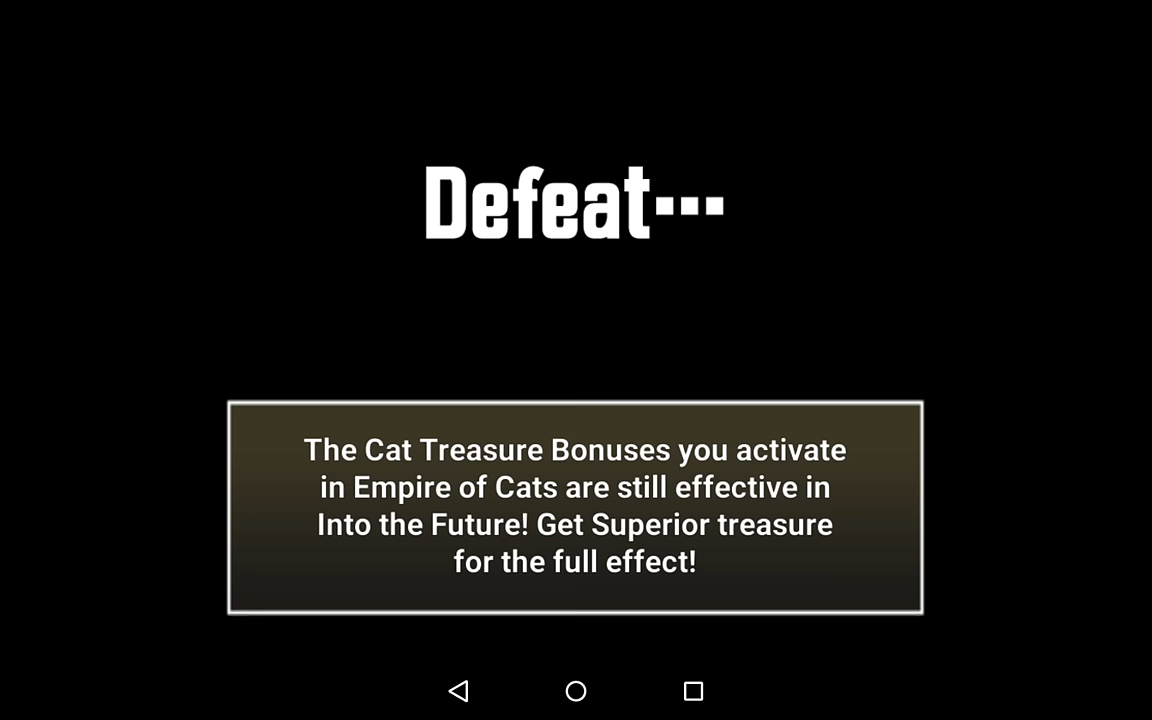 Defeat···
The Cat Treasure Bonuses you activate
in Empire of Cats are still effective in
Into the Future! Get Superior treasure
for the full effect!